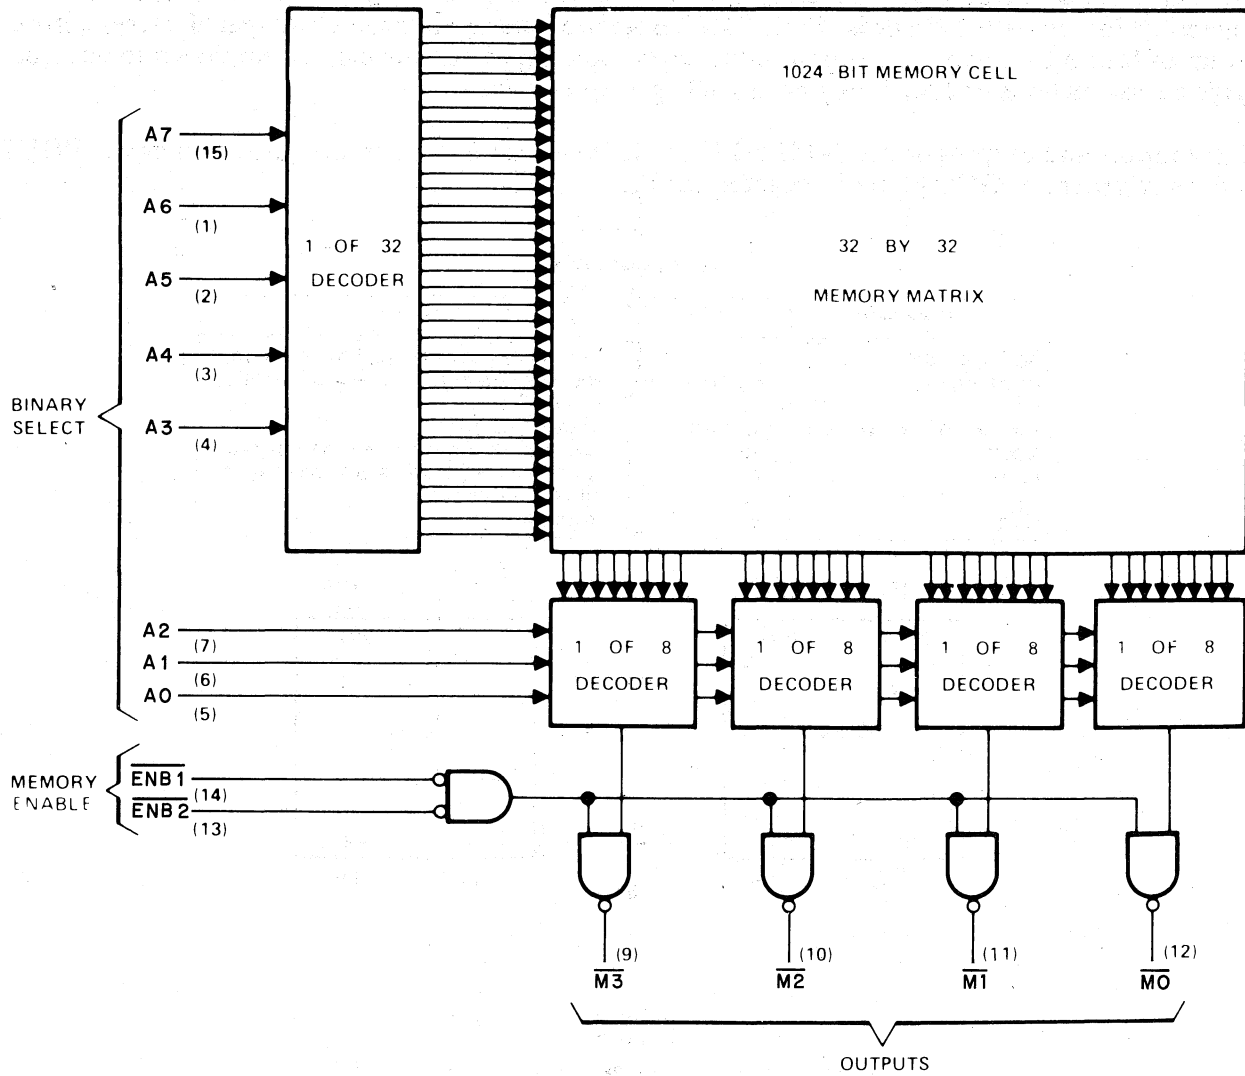 1024-BIT MEMORY CELL
32 BY 32
MEMORY MATRIX
1 OF 32
DECODER
BINARY
SELECT
A7
(15)
A6
(1)
A5
(2)
A4
(3)
A3
(4)
A2
(7)
A1
(6)
A0
(5)
1 OF 8
DECODER
1 OF 8
DECODER
1 OF 8
DECODER
1 OF 8
DECODER
MEMORY
ENABLE
ENB1
(14)
ENB2
(13)
(9)
M3
(10)
M2
(11)
M1
(12)
M0
OUTPUTS